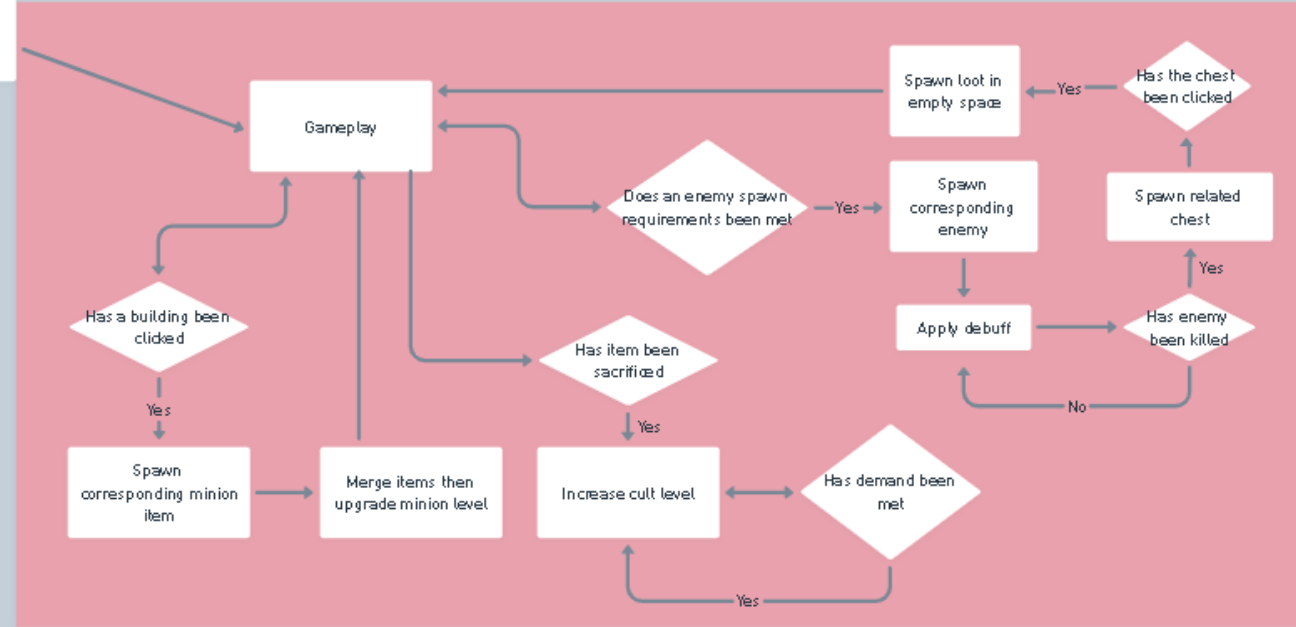 Gameplay
Spawn loot in
empty space
Yes
Has the chest
been clicked
Does an enemy spawn
requirements been met
Yes
Spawn
corresponding
enemy
Spawn related
chest
Yes
Apply debuff
Has enemy
been killed
No
Has a building been
clicked
Yes
Spawn
corresponding minion
item
Merge items then
upgrade minion level
Has item been
sacrificed
Yes
Increase cult level
Has demand been
met
Yes